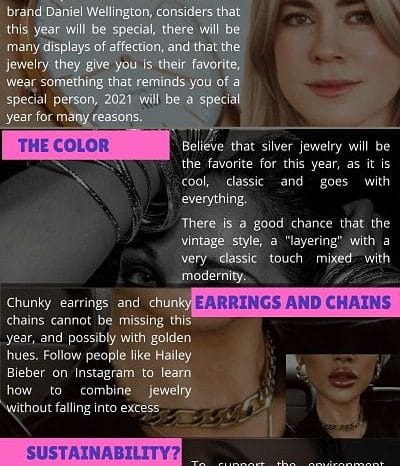 brand Daniel Wellington, considers that
this year will be special, there will be
many displays of affection, and that the
jewelry they give you is their favorite,
wear something that reminds you of a
special person, 2021 will be a special
year for many reasons.
THE COLOR
Believe that silver jewelry will be
the favorite for this year, as it is
cool, classic and goes with
everything.
There is a good chance that the
vintage style, a "layering" with a
very classic touch mixed with
modernity.
EARRINGS AND CHAINS
Chunky earrings and chunky
chains cannot be missing this
year, and possibly with golden
hues. Follow people like Hailey
Bieber on Instagram to learn
how to combine jewelry
without falling into excess
SUSTAINABILITY?
To support the environment,